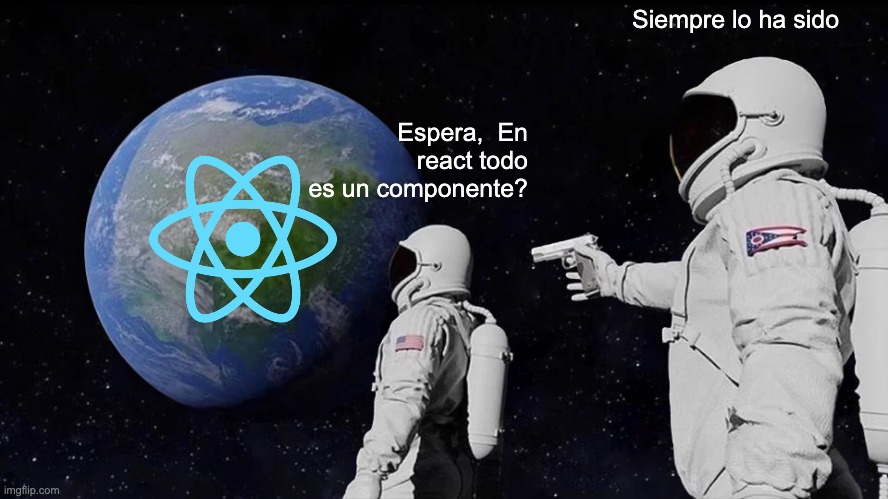 Siempre lo ha sido
Espera,  En
react todo
es un componente?
imgflip.com